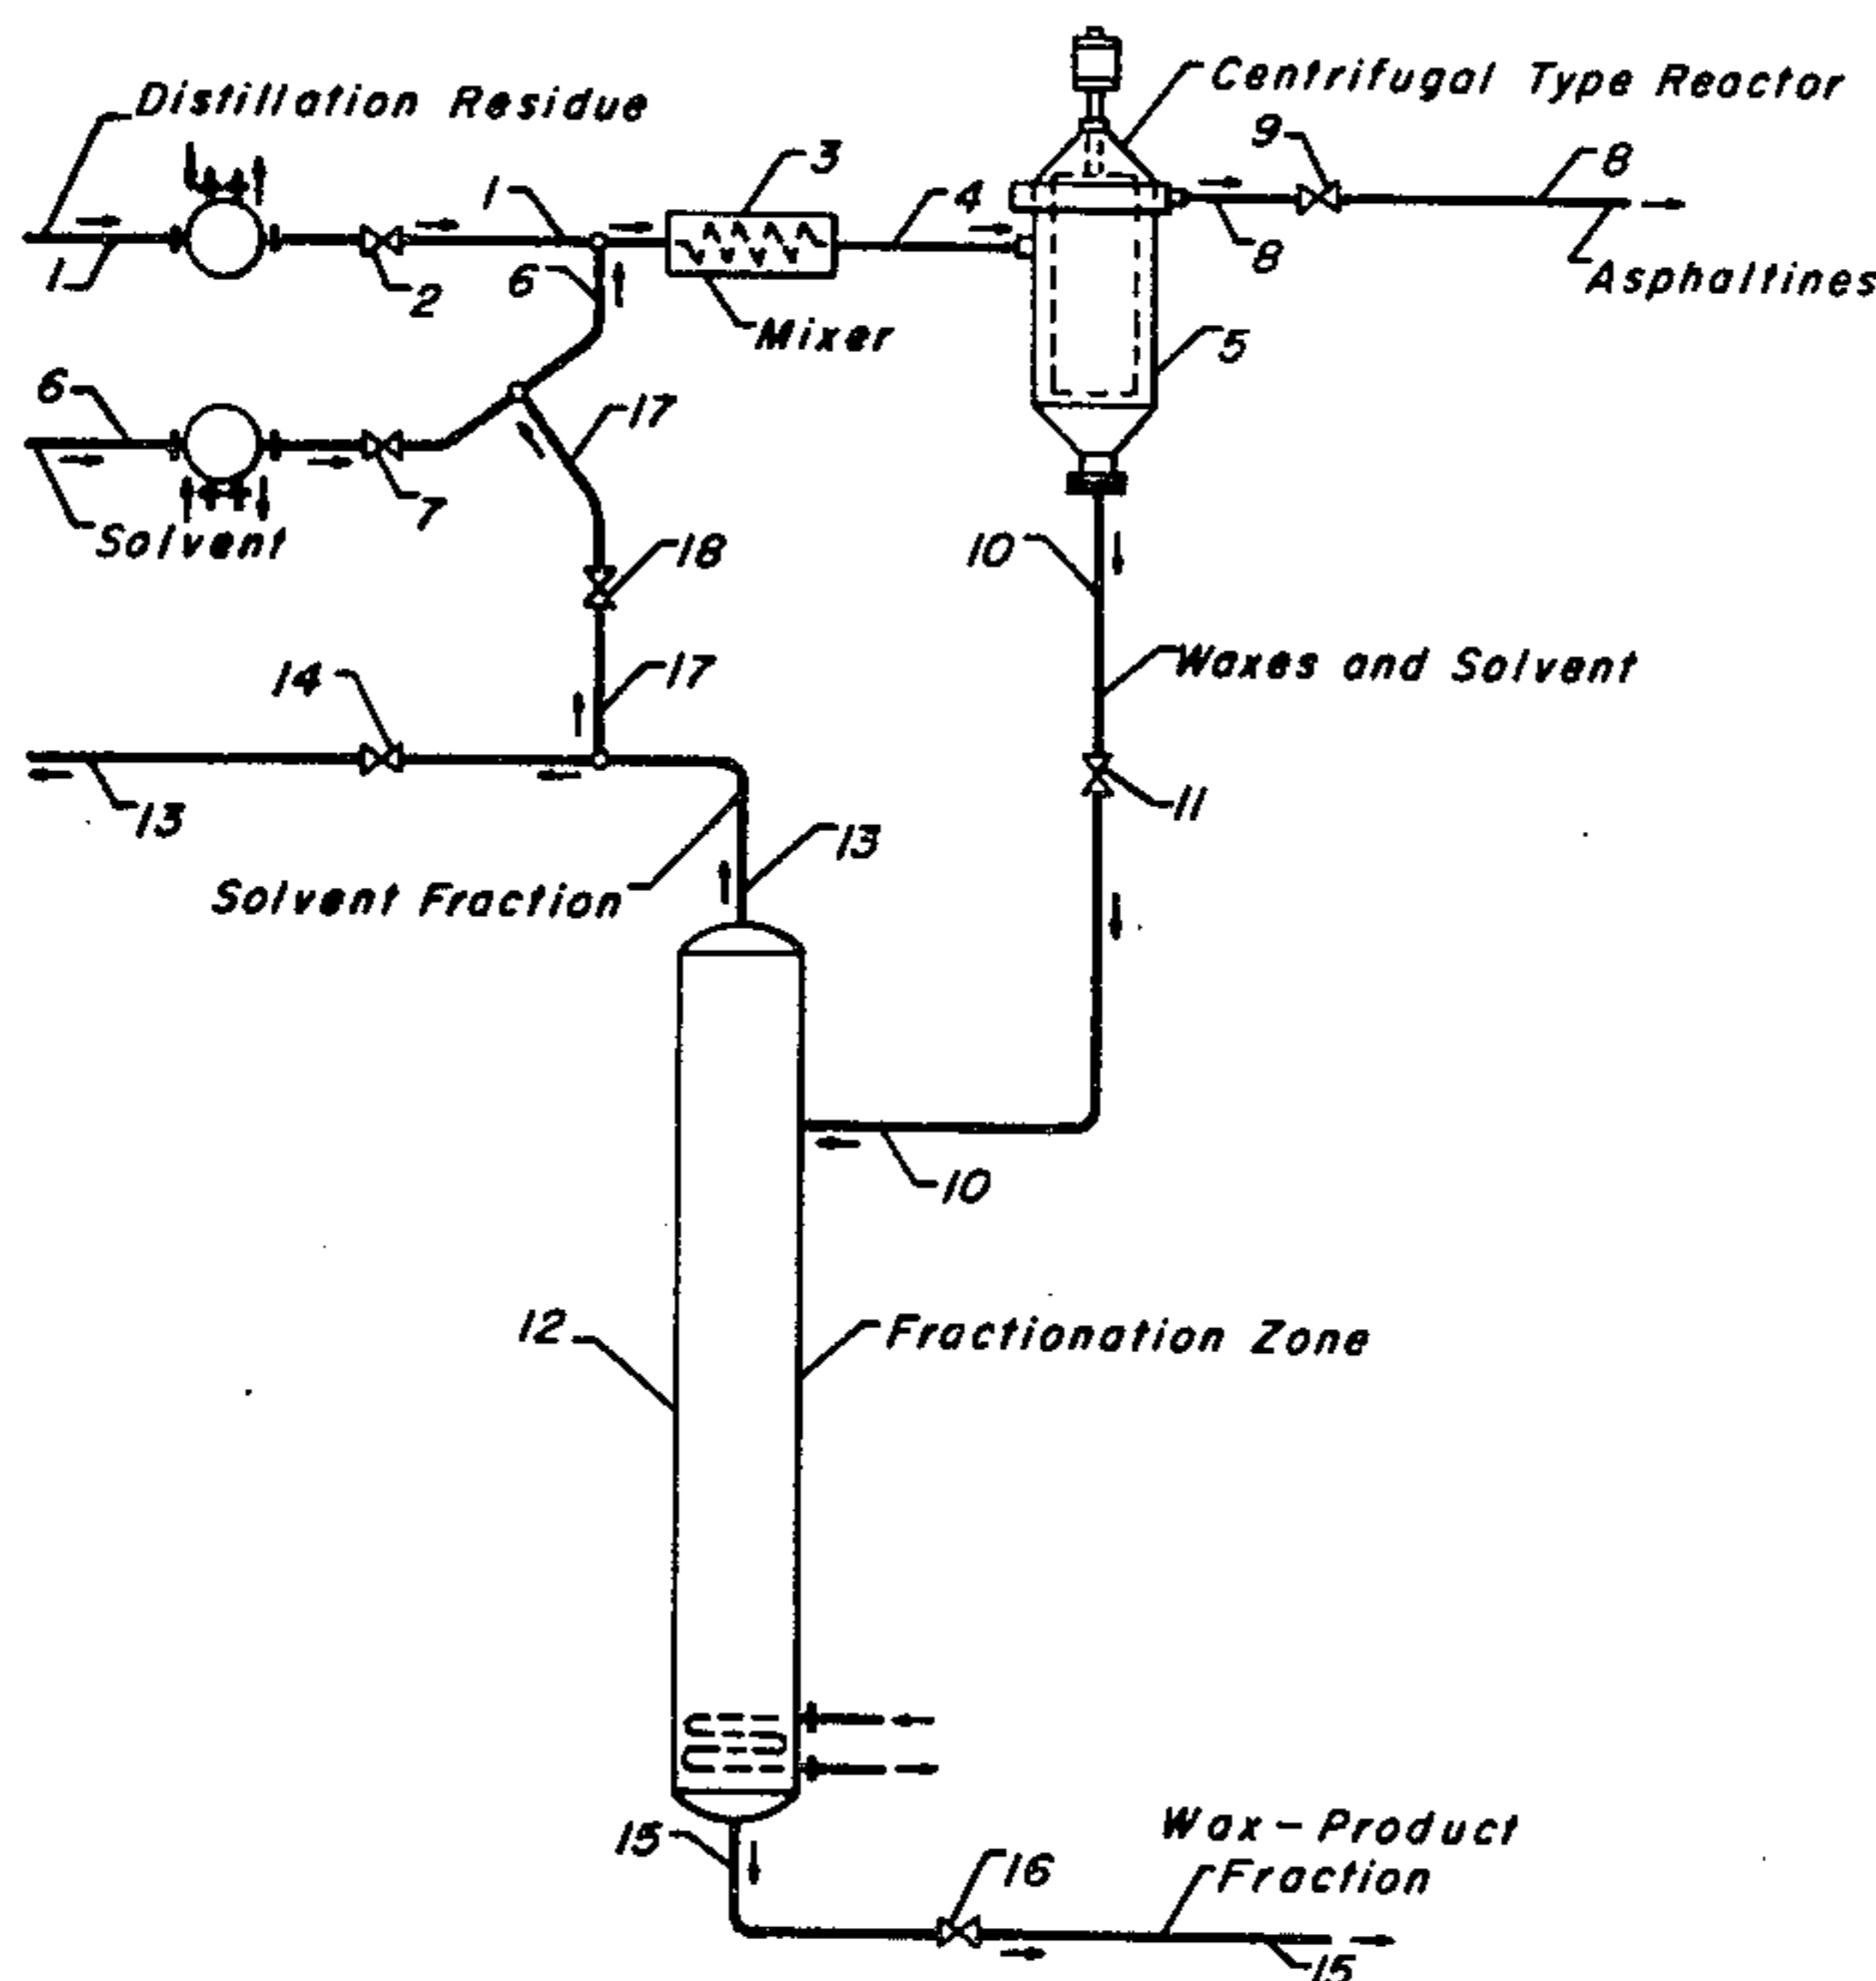 Centrifugal Type Reactor
Distillation Residue
9
3
8
1
4
1
6
2
8
Asphaltines
Mixer
5
6
17
7
Solvent
18
10
14
17
Waxes and Solvent
13
11
13
Solvent Fraction
10
12
Fractionation Zone
15
16
Wax-Product
Fraction
15